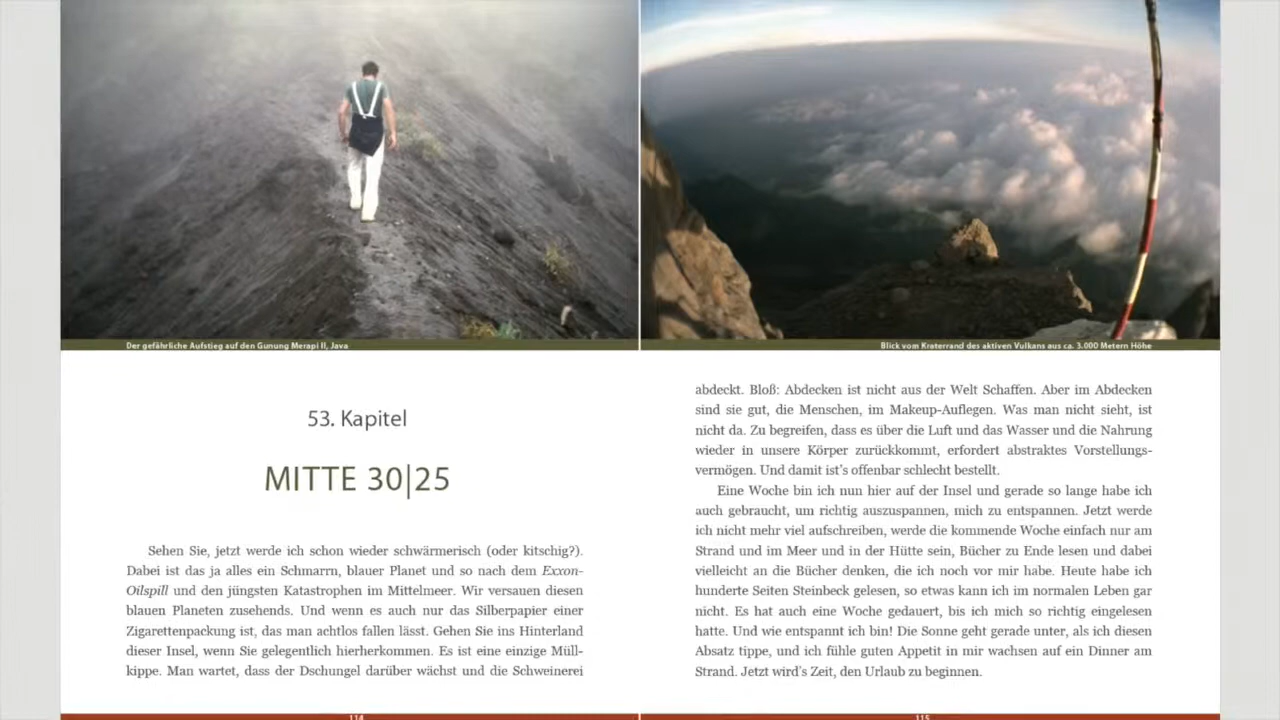 Der gefährliche Aufstieg auf den Gunung Merapi II, Java
53. Kapitel
MITTE 30|25
Sehen Sie, jetzt werde ich schon wieder schwärmerisch (oder kitschig?).
Dabei ist das ja alles ein Schmarrn, blauer Planet und so nach dem Exxon-
Oilspill und den jüngsten Katastrophen im Mittelmeer. Wir versauen diesen
blauen Planeten zusehends. Und wenn es auch nur das Silberpapier einer
Zigarettenpackung ist, das man achtlos fallen lässt. Gehen Sie ins Hinterland
dieser Insel, wenn Sie gelegentlich hierherkommen. Es ist eine einzige Müll-
kippe. Man wartet, dass der Dschungel darüber wächst und die Schweinerei
114
Blick vom Kraterrand des aktiven Vulkans aus ca. 3.000 Metern Höhe
abdeckt. Bloß: Abdecken ist nicht aus der Welt Schaffen. Aber im Abdecken
sind sie gut, die Menschen, im Makeup-Auflegen. Was man nicht sieht, ist
nicht da. Zu begreifen, dass es über die Luft und das Wasser und die Nahrung
wieder in unsere Körper zurückkommt, erfordert abstraktes Vorstellungs-
vermögen. Und damit ist's offenbar schlecht bestellt.
Eine Woche bin ich nun hier auf der Insel und gerade so lange habe ich
auch gebraucht, um richtig auszuspannen, mich zu entspannen. Jetzt werde
ich nicht mehr viel aufschreiben, werde die kommende Woche einfach nur am
Strand und im Meer und in der Hütte sein, Bücher zu Ende lesen und dabei
vielleicht an die Bücher denken, die ich noch vor mir habe. Heute habe ich
hunderte Seiten Steinbeck gelesen, so etwas kann ich im normalen Leben gar
nicht. Es hat auch eine Woche gedauert, bis ich mich so richtig eingelesen
hatte. Und wie entspannt ich bin! Die Sonne geht gerade unter, als ich diesen
Absatz tippe, und ich fühle guten Appetit in mir wachsen auf ein Dinner am
Strand. Jetzt wird's Zeit, den Urlaub zu beginnen.
115